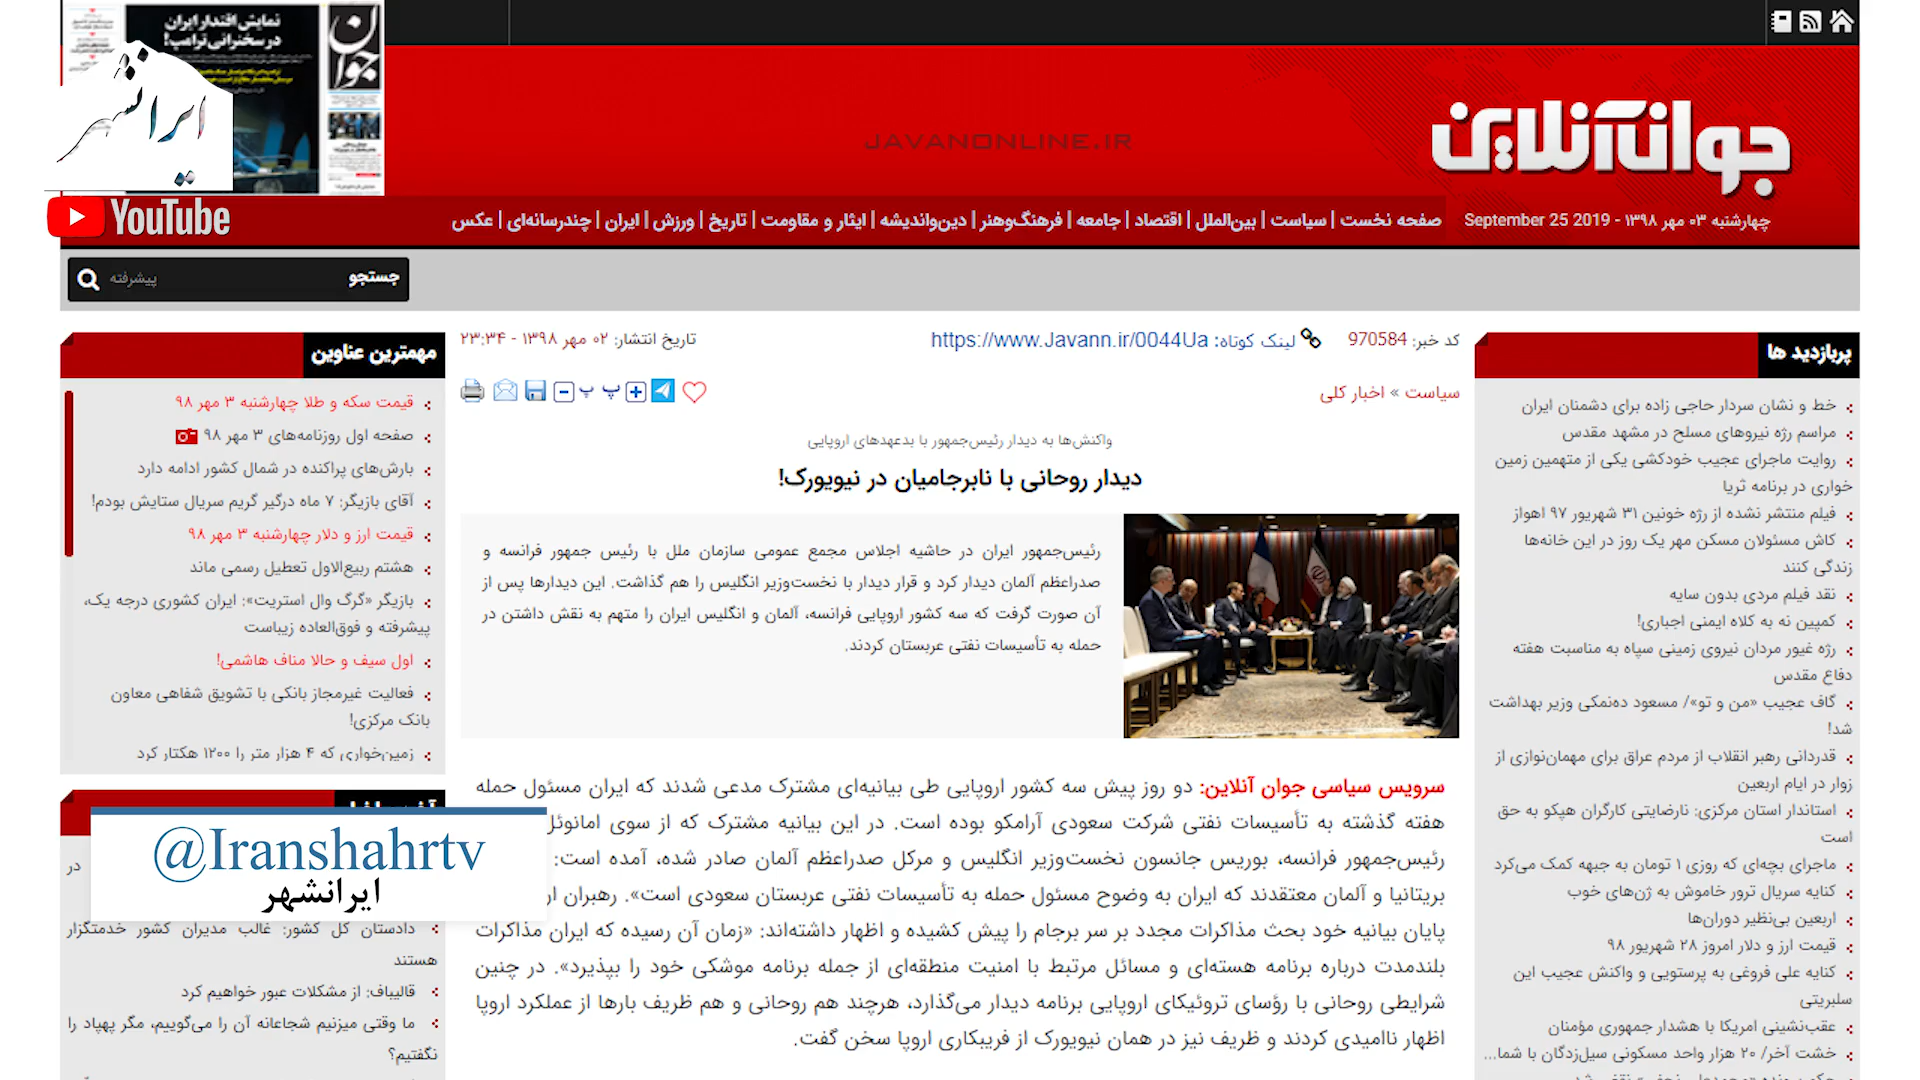 نمایش اقتدار ایران
در سخنرانی ترامپ!
جوان
ایرانشهر
YouTube
جوان‌آنلاین
JAVANONLINE.IR
چهارشنبه ۰۳ مهر ۱۳۹۸ - September 25 2019
صفحه نخست | سیاست | بین‌الملل | اقتصاد | جامعه | فرهنگ‌وهنر | دین‌واندیشه | ایثار و مقاومت | تاریخ | ورزش | ایران | چندرسانه‌ای | عکس
جستجو
پیشرفته
پربازدید ها
خط و نشان سردار حاجی زاده برای دشمنان ایران
مراسم رژه نیروهای مسلح در مشهد مقدس
روایت ماجرای عجیب خودکشی یکی از متهمین زمین
خواری در برنامه ثریا
فیلم منتشر نشده از رژه خونین ۳۱ شهریور ۹۷ اهواز
کاش مسئولان مسکن مهر یک روز در این خانه‌ها
زندگی کنند
نقد فیلم مردی بدون سایه
کمپین نه به کلاه ایمنی اجباری!
رژه غیور مردان نیروی زمینی سپاه به مناسبت هفته
دفاع مقدس
گاف عجیب «من و تو»/ مسعود ده‌نمکی وزیر بهداشت
شد!
قدردانی رهبر انقلاب از مردم عراق برای مهمان‌نوازی از
زوار در ایام اربعین
استاندار استان مرکزی: نارضایتی کارگران هپکو به حق
است
ماجرای بچه‌ای که روزی ۱ تومان به جبهه کمک می‌کرد
کنایه سریال ترور خاموش به ژن‌های خوب
اربعین بی‌نظیر دوران‌ها
قیمت ارز و دلار امروز ۲۸ شهریور ۹۸
کنایه علی فروغی به پرستویی و واکنش عجیب این
سلبریتی
عقب‌نشینی امریکا با هشدار جمهوری مؤمنان
خشت آخر/ ۲۰ هزار واحد مسکونی سیل‌زدگان با شما...
کد خبر: 970584
لینک کوتاه: https://www.Javann.ir/0044Ua
تاریخ انتشار: ۰۲ مهر ۱۳۹۸ - ۲۳:۳۴
سیاست » اخبار کلی
پ پ
واکنش‌ها به دیدار رئیس‌جمهور با بدعهدهای اروپایی
دیدار روحانی با نابرجامیان در نیویورک!
رئیس‌جمهور ایران در حاشیه اجلاس مجمع عمومی سازمان ملل با رئیس جمهور فرانسه و
صدراعظم آلمان دیدار کرد و قرار دیدار با نخست‌وزیر انگلیس را هم گذاشت. این دیدارها پس از
آن صورت گرفت که سه کشور اروپایی فرانسه، آلمان و انگلیس ایران را متهم به نقش داشتن در
حمله به تأسیسات نفتی عربستان کردند.
سرویس سیاسی جوان آنلاین: دو روز پیش سه کشور اروپایی طی بیانیه‌ای مشترک مدعی شدند که ایران مسئول حمله
هفته گذشته به تأسیسات نفتی شرکت سعودی آرامکو بوده است. در این بیانیه مشترک که از سوی امانوئل
رئیس‌جمهور فرانسه، بوریس جانسون نخست‌وزیر انگلیس و مرکل صدراعظم آلمان صادر شده، آمده است:
بریتانیا و آلمان معتقدند که ایران به وضوح مسئول حمله به تأسیسات نفتی عربستان سعودی است». رهبران
پایان بیانیه خود بحث مذاکرات مجدد بر سر برجام را پیش کشیده و اظهار داشته‌اند: «زمان آن رسیده که ایران مذاکرات
بلندمدت درباره برنامه هسته‌ای و مسائل مرتبط با امنیت منطقه‌ای از جمله برنامه موشکی خود را بپذیرد». در چنین
شرایطی روحانی با رؤسای تروئیکای اروپایی برنامه دیدار می‌گذارد، هرچند هم روحانی و هم ظریف بارها از عملکرد اروپا
اظهار ناامیدی کردند و ظریف نیز در همان نیویورک از فریبکاری اروپا سخن گفت.
مهمترین عناوین
قیمت سکه و طلا چهارشنبه ۳ مهر ۹۸
صفحه اول روزنامه‌های ۳ مهر ۹۸
بارش‌های پراکنده در شمال کشور ادامه دارد
آقای بازیگر: ۷ ماه درگیر گریم سریال ستایش بودم!
قیمت ارز و دلار چهارشنبه ۳ مهر ۹۸
هشتم ربیع‌الاول تعطیل رسمی ماند
بازیگر «گرگ وال استریت»: ایران کشوری درجه یک،
پیشرفته و فوق‌العاده زیباست
اول سیف و حالا مناف هاشمی!
فعالیت غیرمجاز بانکی با تشویق شفاهی معاون
بانک مرکزی!
زمین‌خواری که ۴ هزار متر را ۱۲۰۰ هکتار کرد
@Iranshahrtv
ایرانشهر
در
دادستان کل کشور: غالب مدیران کشور خدمتگزار
هستند
قالیباف: از مشکلات عبور خواهیم کرد
ما وقتی میزنیم شجاعانه آن را می‌گوییم، مگر پهپاد را
نگفتیم؟